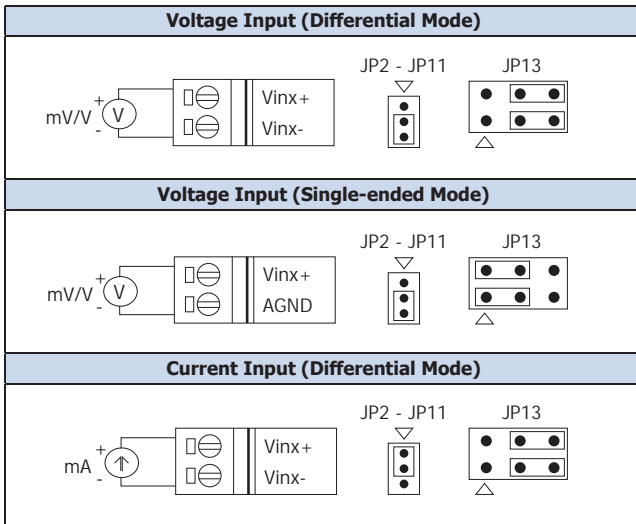 Voltage Input (Differential Mode)
JP2 - JP11 JP13
mV/V + - V Vinx+
Vinx-
Voltage Input (Single-ended Mode)
JP2 - JP11 JP13
mV/V + - V Vinx+
AGND
Current Input (Differential Mode)
JP2 - JP11 JP13
mA + - Vinx+
Vinx-